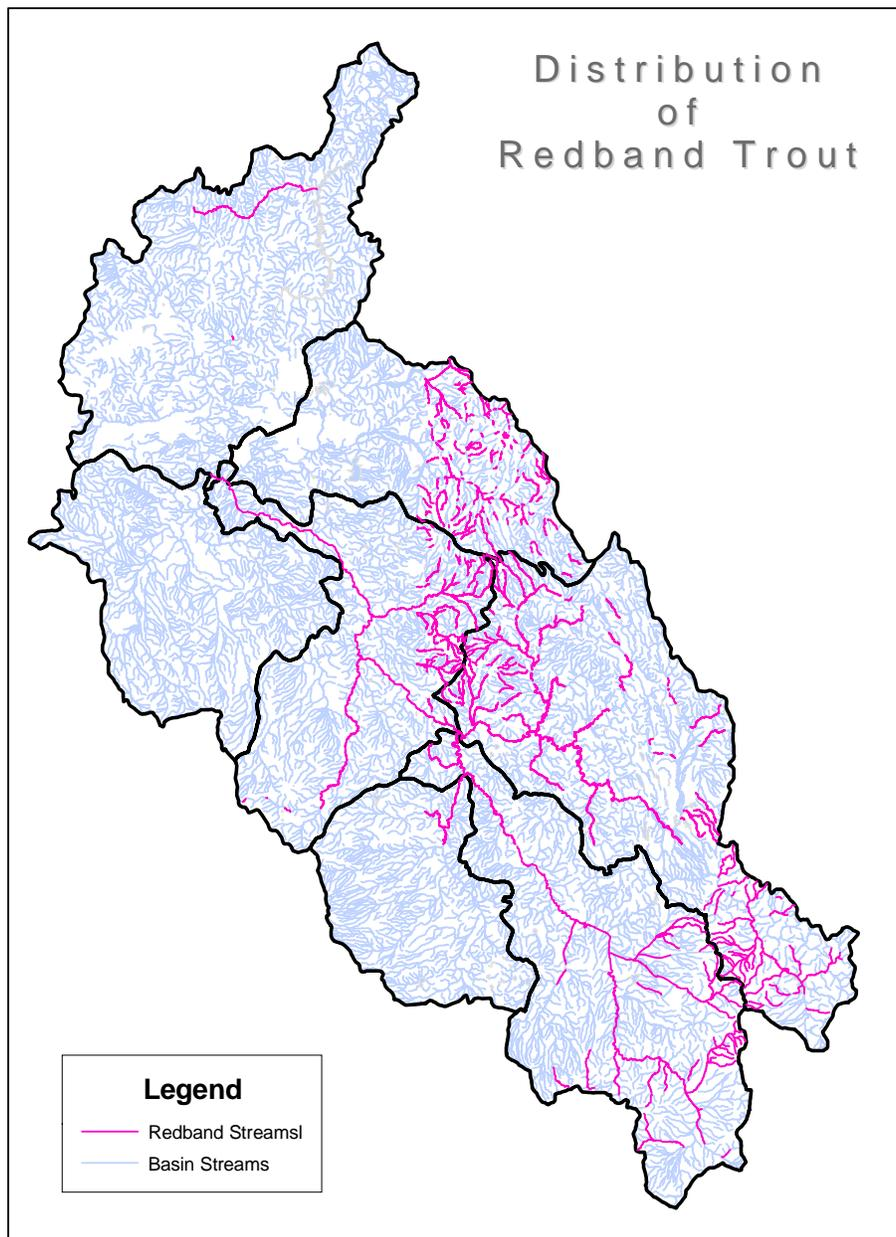 Distribution
of
Redband Trout
Legend
Redband Streamsl
Basin Streams